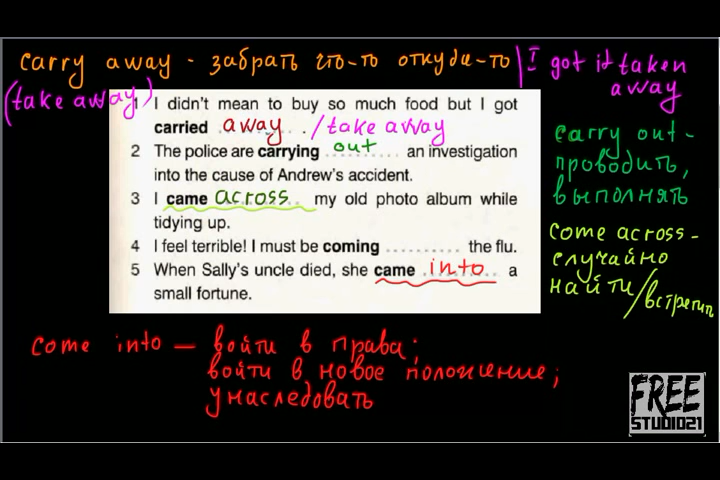 carry away - забрать что-то откуда-то | I got it taken away
(take away)
1 I didn't mean to buy so much food but I got
carried away . /take away
2 The police are carrying out an investigation
into the cause of Andrew's accident.
3 I came across my old photo album while
tidying up.
4 I feel terrible! I must be coming .......... the flu.
5 When Sally's uncle died, she came into a
small fortune.
carry out -
проводить,
выполнять
come across -
случайно
найти/встретить
come into — войти в права;
войти в новое положение;
унаследовать
FREE
STUDIO21